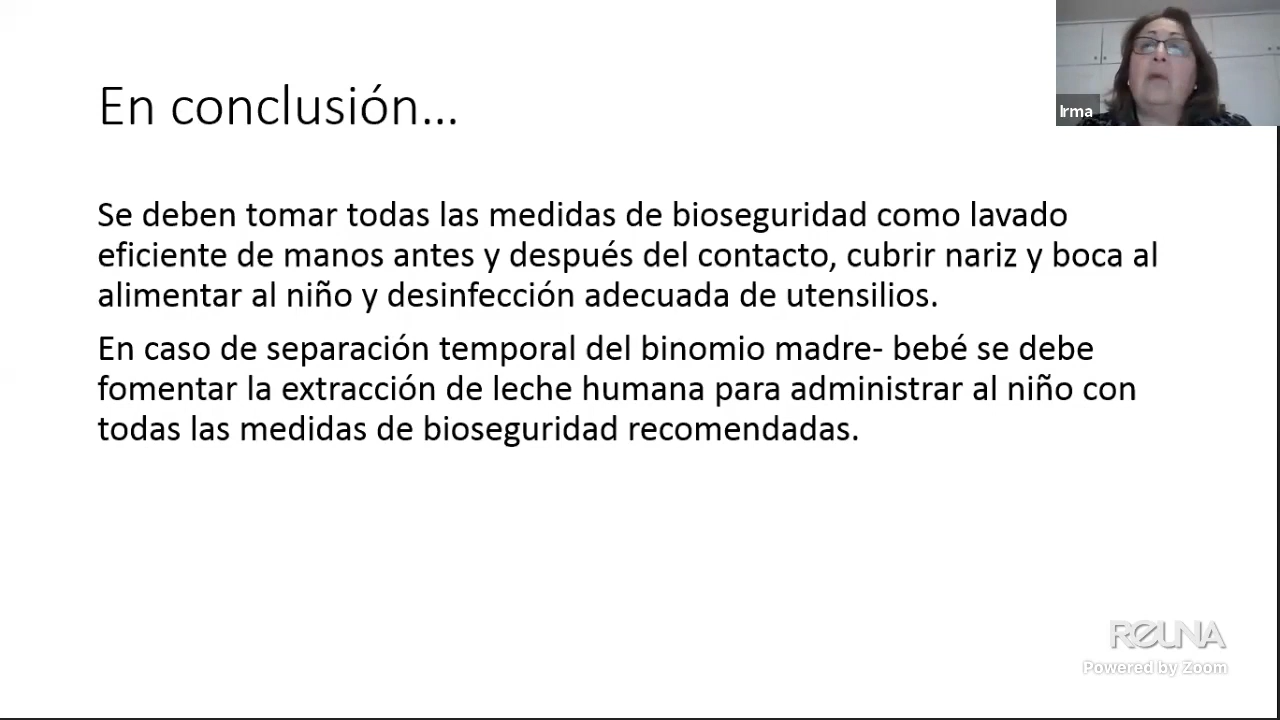 En conclusión...
Irma
Se deben tomar todas las medidas de bioseguridad como lavado
eficiente de manos antes y después del contacto, cubrir nariz y boca al
alimentar al niño y desinfección adecuada de utensilios.
En caso de separación temporal del binomio madre- bebé se debe
fomentar la extracción de leche humana para administrar al niño con
todas las medidas de bioseguridad recomendadas.
REUNA
Powered by Zoom